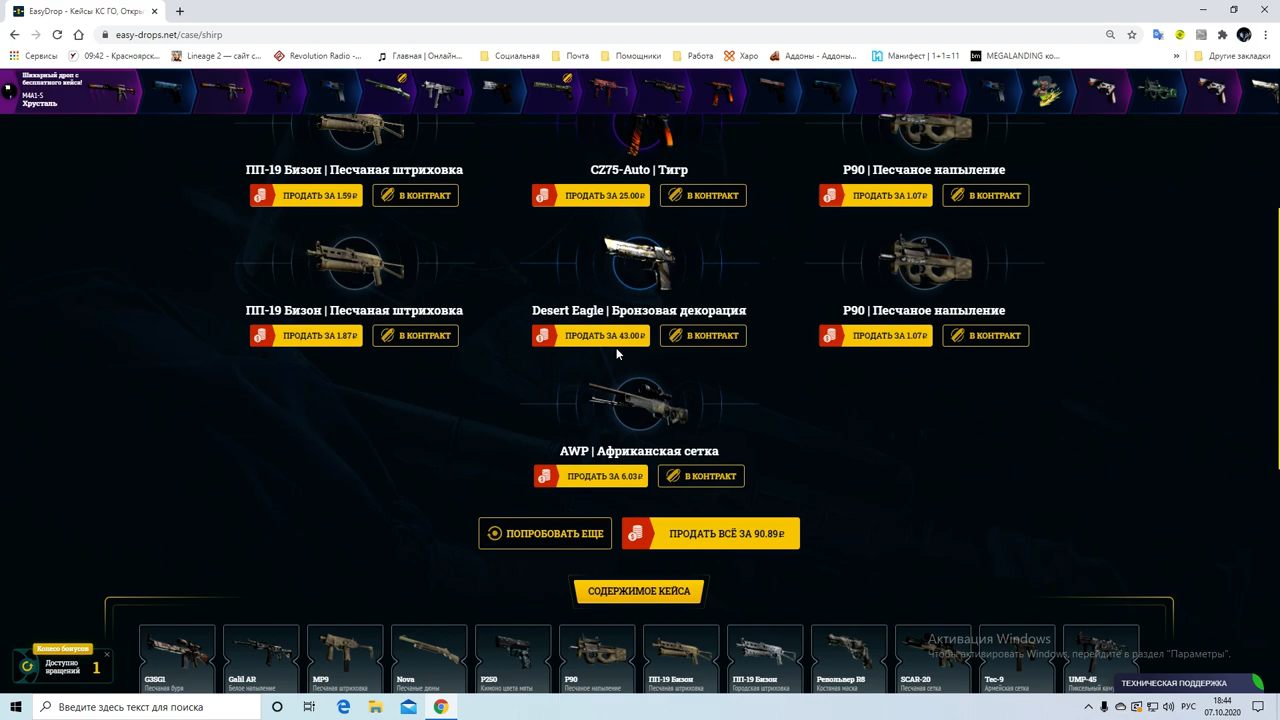 EasyDrop - Кейсы КС ГО, Откры
easy-drops.net/case/shirp
Сервисы
09:42 - Красноярск...
Lineage 2 — сайт с...
Revolution Radio -...
Главная | Онлайн...
Социальная
Почта
Помощники
Работа
Харо
Аддоны - Аддоны...
Манифест | 1+1=11
MEGALANDING ко...
»
Другие закладки
Шикарный дроп с
бесплатного кейса!
M4A1-S
Хрусталь
ПП-19 Бизон | Песчаная штриховка
CZ75-Auto | Тигр
P90 | Песчаное напыление
ПРОДАТЬ ЗА 1.59₽
В КОНТРАКТ
ПРОДАТЬ ЗА 25.00₽
В КОНТРАКТ
ПРОДАТЬ ЗА 1.07₽
В КОНТРАКТ
ПП-19 Бизон | Песчаная штриховка
Desert Eagle | Бронзовая декорация
P90 | Песчаное напыление
ПРОДАТЬ ЗА 1.87₽
В КОНТРАКТ
ПРОДАТЬ ЗА 43.00₽
В КОНТРАКТ
ПРОДАТЬ ЗА 1.07₽
В КОНТРАКТ
AWP | Африканская сетка
ПРОДАТЬ ЗА 6.03₽
В КОНТРАКТ
ПОПРОБОВАТЬ ЕЩЕ
ПРОДАТЬ ВСЁ ЗА 90.89₽
СОДЕРЖИМОЕ КЕЙСА
Колесо бонусов
Доступно
вращений
1
G3SG1
Песчаная буря
Galil AR
Белое напыление
MP9
Песчаная штриховка
Nova
Песчаные дюны
P250
Кимоно цвета мяты
P90
Песчаное напыление
ПП-19 Бизон
Песчаная штриховка
ПП-19 Бизон
Городская штриховка
Револьвер R8
Костяная маска
SCAR-20
Песчаная сетка
Tec-9
Армейская сетка
UMP-45
Пиксельный кам
Активация Windows
Чтобы активировать Windows, перейдите в раздел "Параметры".
ТЕХНИЧЕСКАЯ ПОДДЕРЖКА
Введите здесь текст для поиска
РУС
18:44
07.10.2020